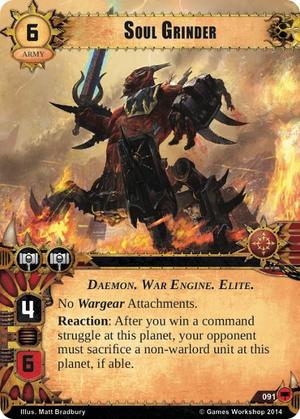 6
ARMY
SOUL GRINDER
DAEMON. WAR ENGINE. ELITE.
4
No Wargear Attachments.
Reaction: After you win a command
struggle at this planet, your opponent
must sacrifice a non-warlord unit at this
planet, if able.
6
091
Illus. Matt Bradbury
© Games Workshop 2014